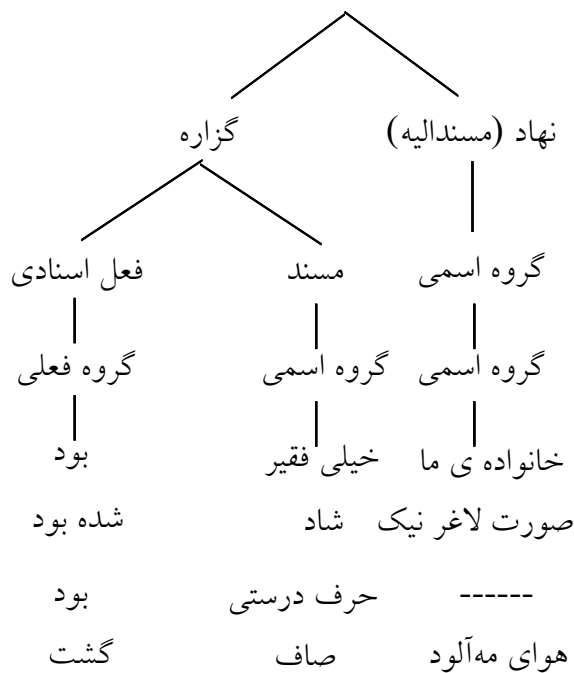 نهاد (مسندالیه) گزاره
گروه اسمی مسند فعل اسنادی
گروه اسمی گروه اسمی گروه فعلی
خانواده ی ما خیلی فقیر بود
صورت لاغر نیک شاد شده بود
------ حرف درستی بود
هوای مه‌آلود صاف گشت